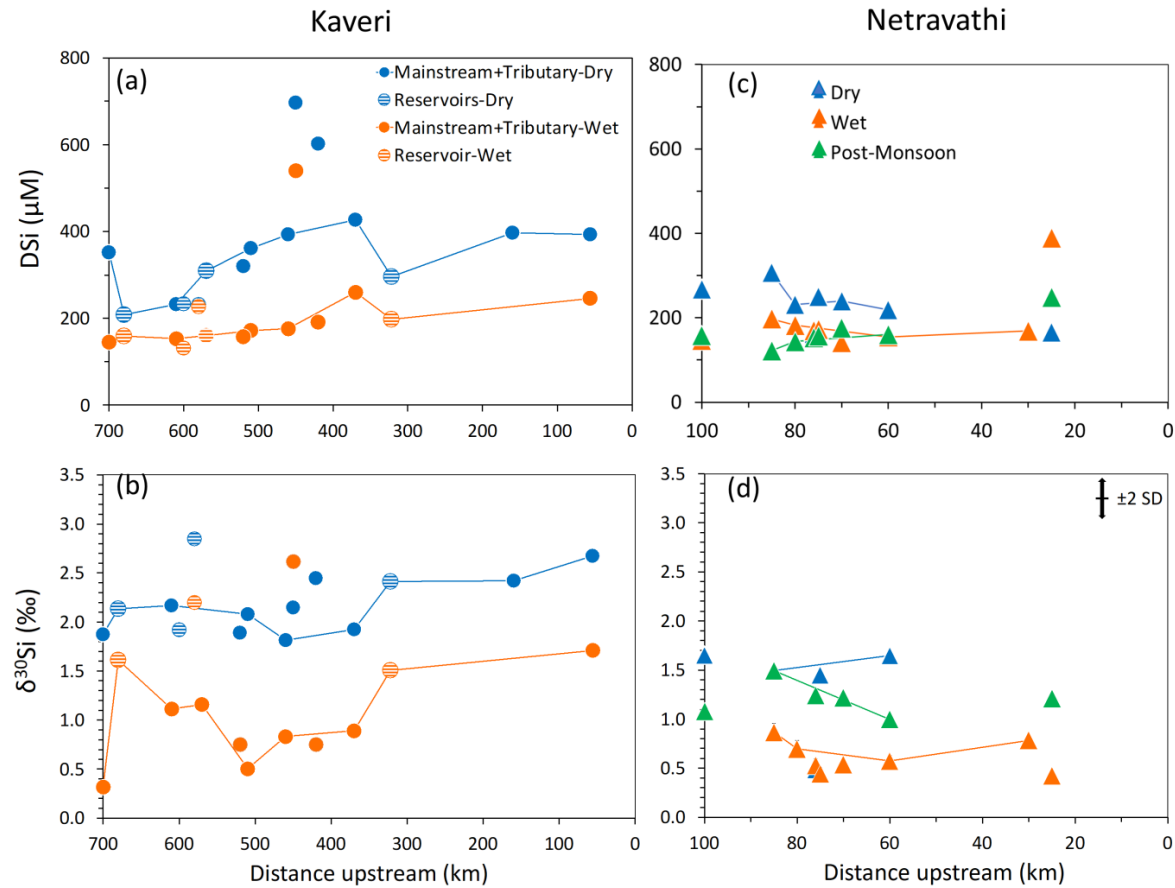 Kaveri
Netravathi
(a)
Mainstream+Tributary-Dry
Reservoirs-Dry
Mainstream+Tributary-Wet
Reservoir-Wet
DSi (μM)
800
600
400
200
0
700 600 500 400 300 200 100 0
(c)
Dry
Wet
Post-Monsoon
800
600
400
200
0
100 80 60 40 20 0
(b)
δ³⁰Si (‰)
3.5
3.0
2.5
2.0
1.5
1.0
0.5
0.0
700 600 500 400 300 200 100 0
Distance upstream (km)
(d)
±2 SD
3.5
3.0
2.5
2.0
1.5
1.0
0.5
0.0
100 80 60 40 20 0
Distance upstream (km)